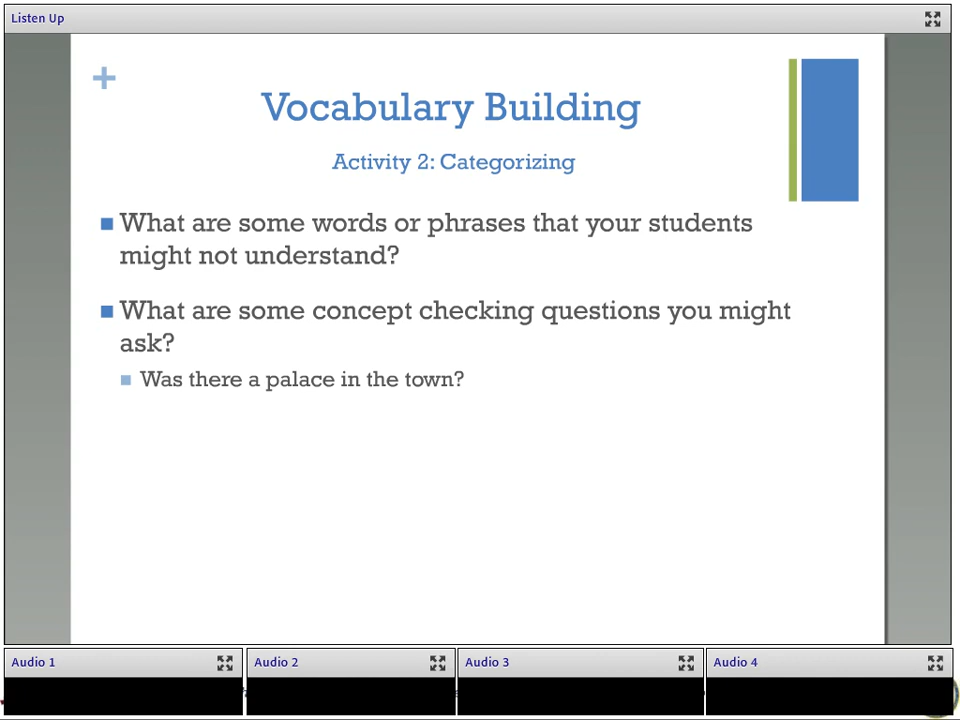 Listen Up
+
Vocabulary Building
Activity 2: Categorizing
What are some words or phrases that your students
might not understand?
What are some concept checking questions you might
ask?
Was there a palace in the town?
Audio 1
Audio 2
Audio 3
Audio 4